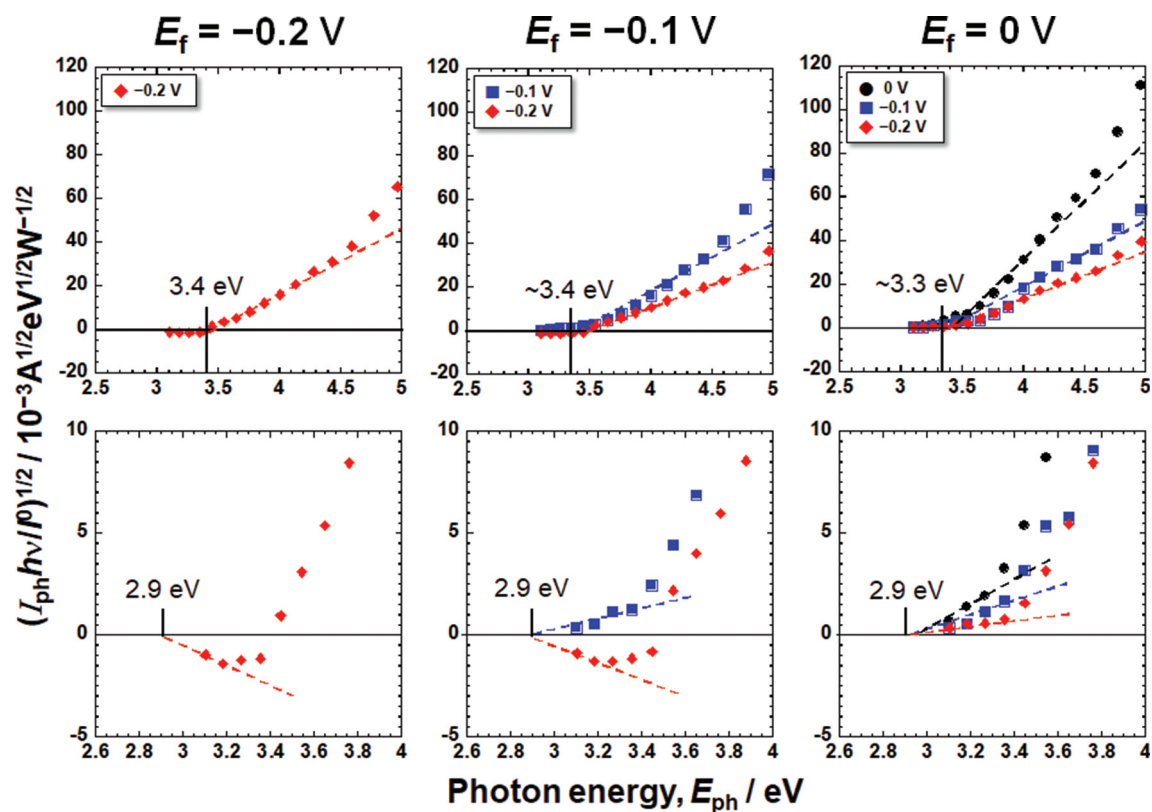 E_f = −0.2 V
E_f = −0.1 V
E_f = 0 V
(I_ph hν/I^0)^1/2 / 10^−3A^1/2eV^1/2W^−1/2
120
100
80
60
40
20
0
-20
−0.2 V
3.4 eV
2.5 3 3.5 4 4.5 5
120
100
80
60
40
20
0
-20
−0.1 V
−0.2 V
~3.4 eV
2.5 3 3.5 4 4.5 5
120
100
80
60
40
20
0
-20
0 V
−0.1 V
−0.2 V
~3.3 eV
2.5 3 3.5 4 4.5 5
10
5
0
-5
2.9 eV
2.6 2.8 3 3.2 3.4 3.6 3.8 4
10
5
0
-5
2.9 eV
2.6 2.8 3 3.2 3.4 3.6 3.8 4
10
5
0
-5
2.9 eV
2.6 2.8 3 3.2 3.4 3.6 3.8 4
Photon energy, E_ph / eV